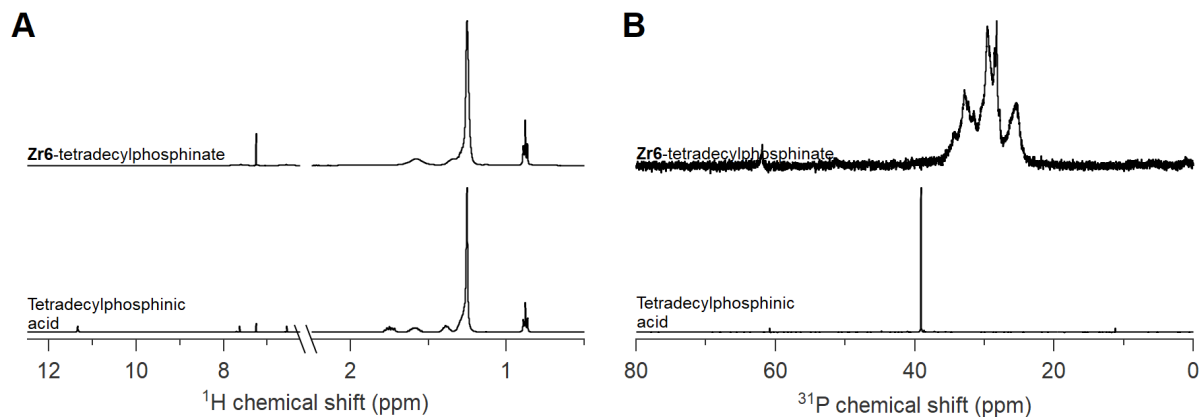 A
B
Zr6-tetradecylphosphinate
Zr6-tetradecylphosphinate
Tetradecylphosphinic
acid
Tetradecylphosphinic
acid
12 10 8 2 1
80 60 40 20 0
¹H chemical shift (ppm)
³¹P chemical shift (ppm)